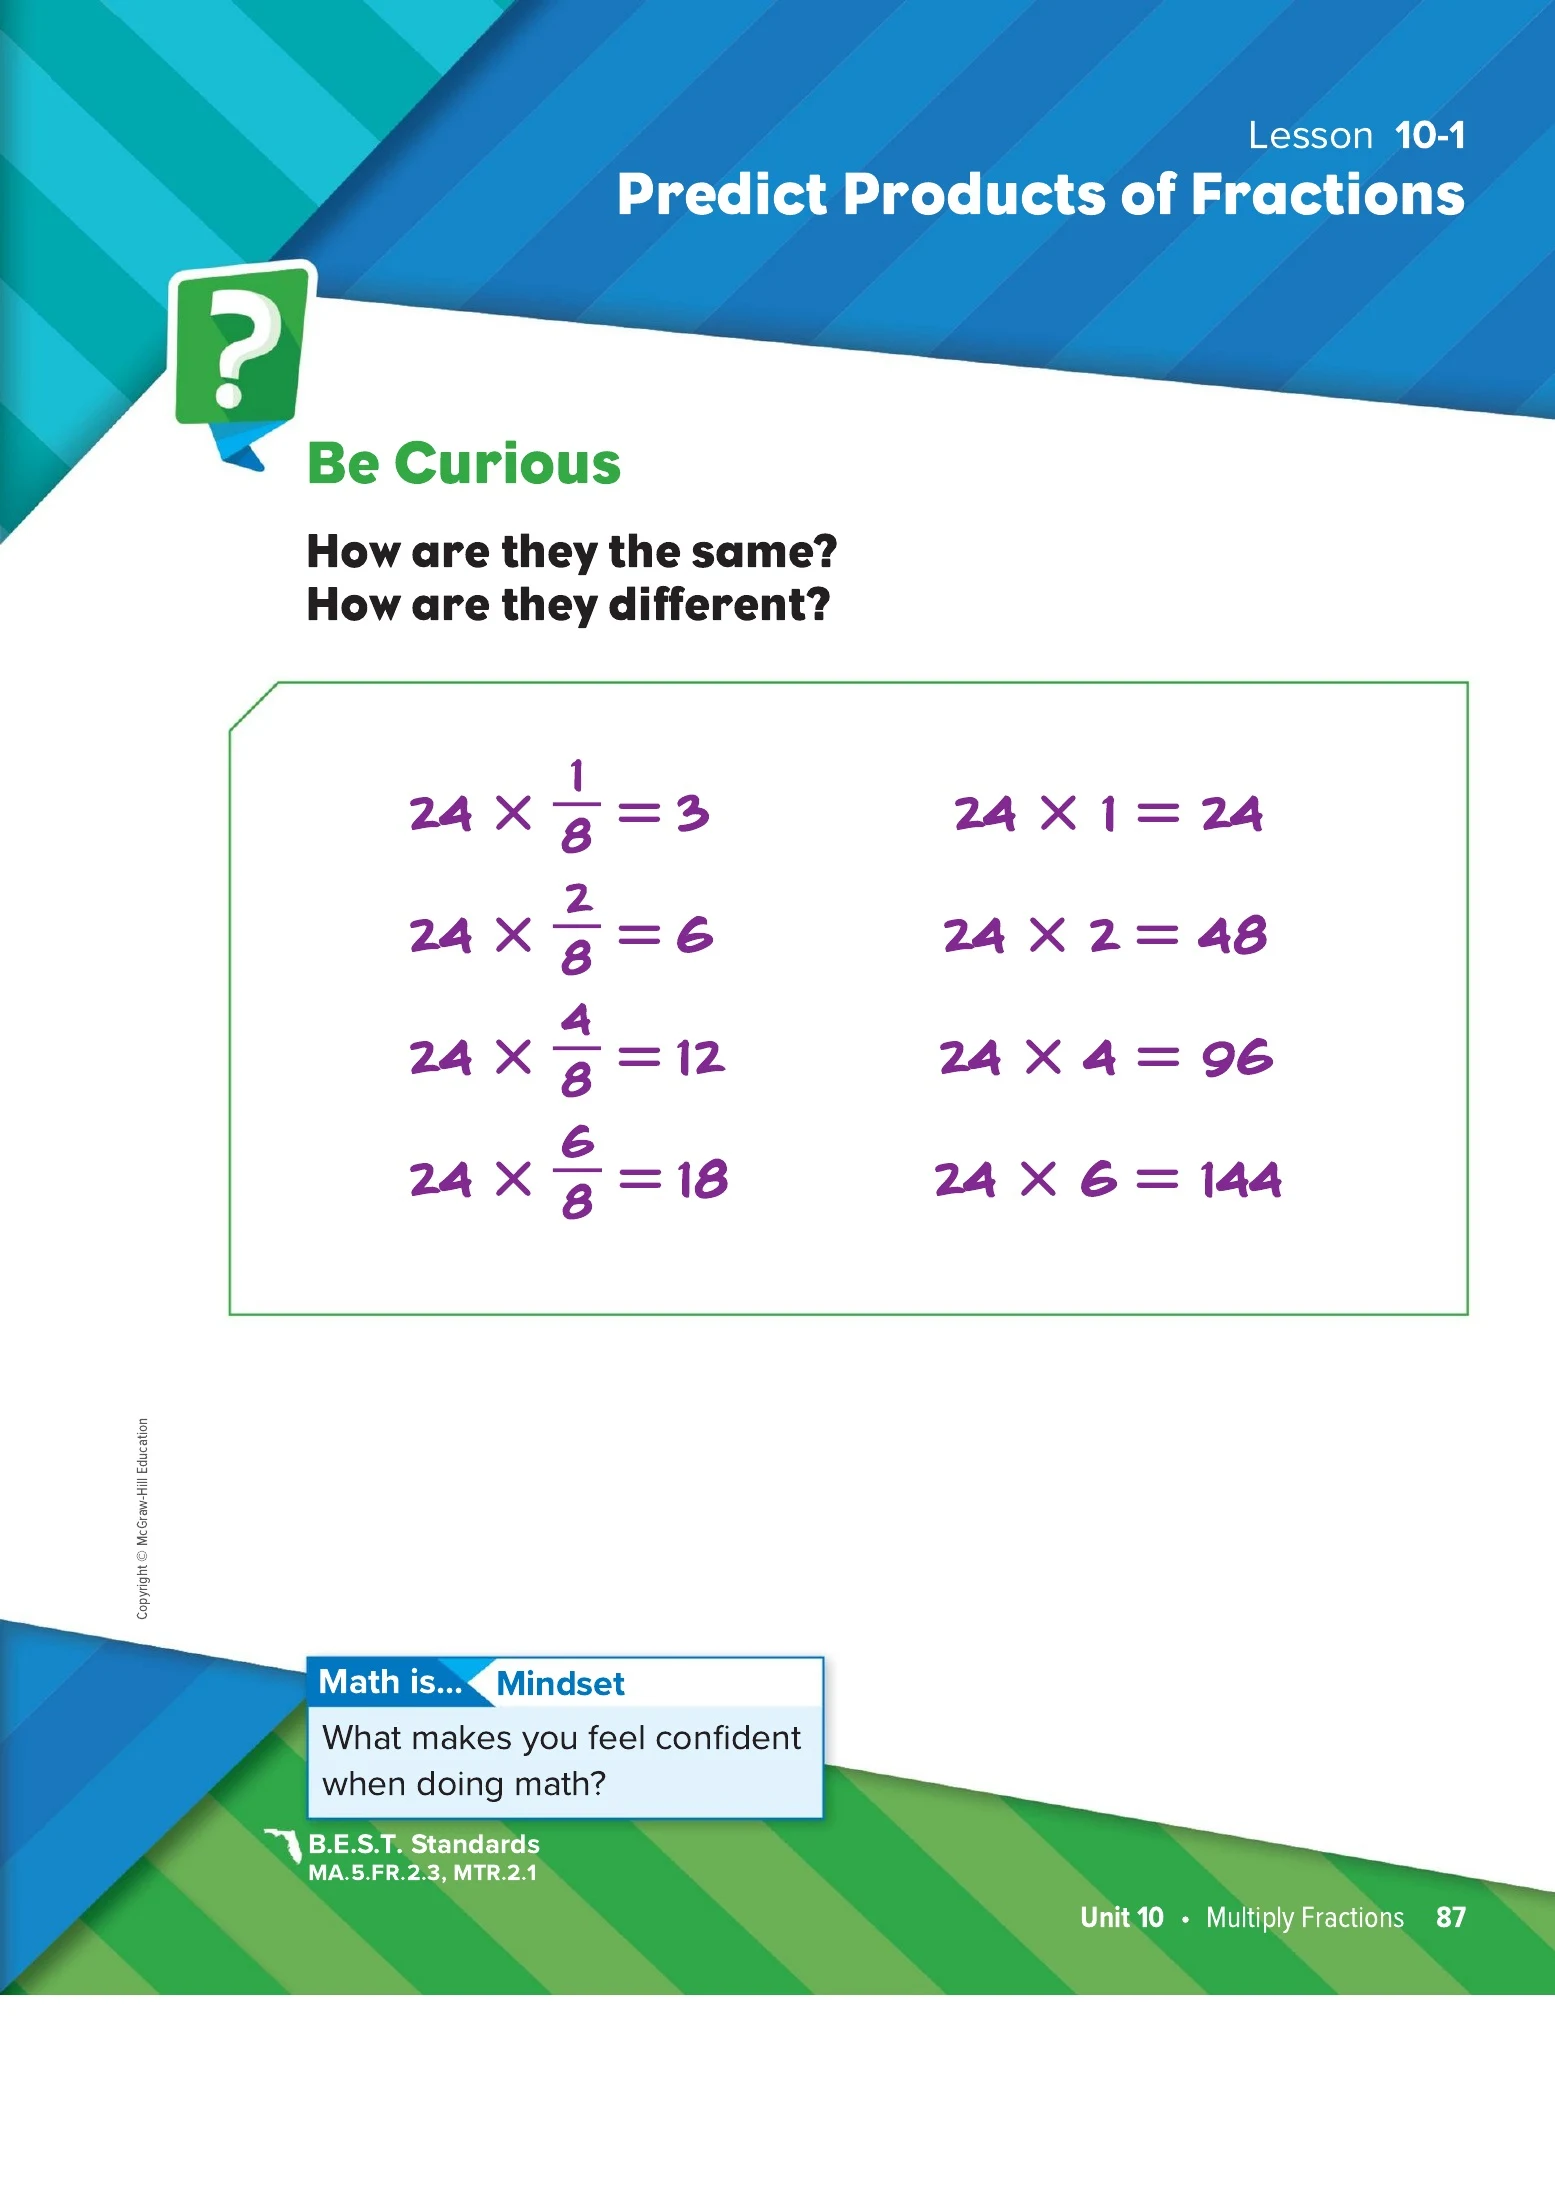 Lesson 10-1
Predict Products of Fractions
?
Be Curious
How are they the same?
How are they different?
24 × 1/8 = 3
24 × 1 = 24
24 × 2/8 = 6
24 × 2 = 48
24 × 4/8 = 12
24 × 4 = 96
24 × 6/8 = 18
24 × 6 = 144
Copyright © McGraw-Hill Education
Math is... Mindset
What makes you feel confident
when doing math?
B.E.S.T. Standards
MA.5.FR.2.3, MTR.2.1
Unit 10 • Multiply Fractions 87